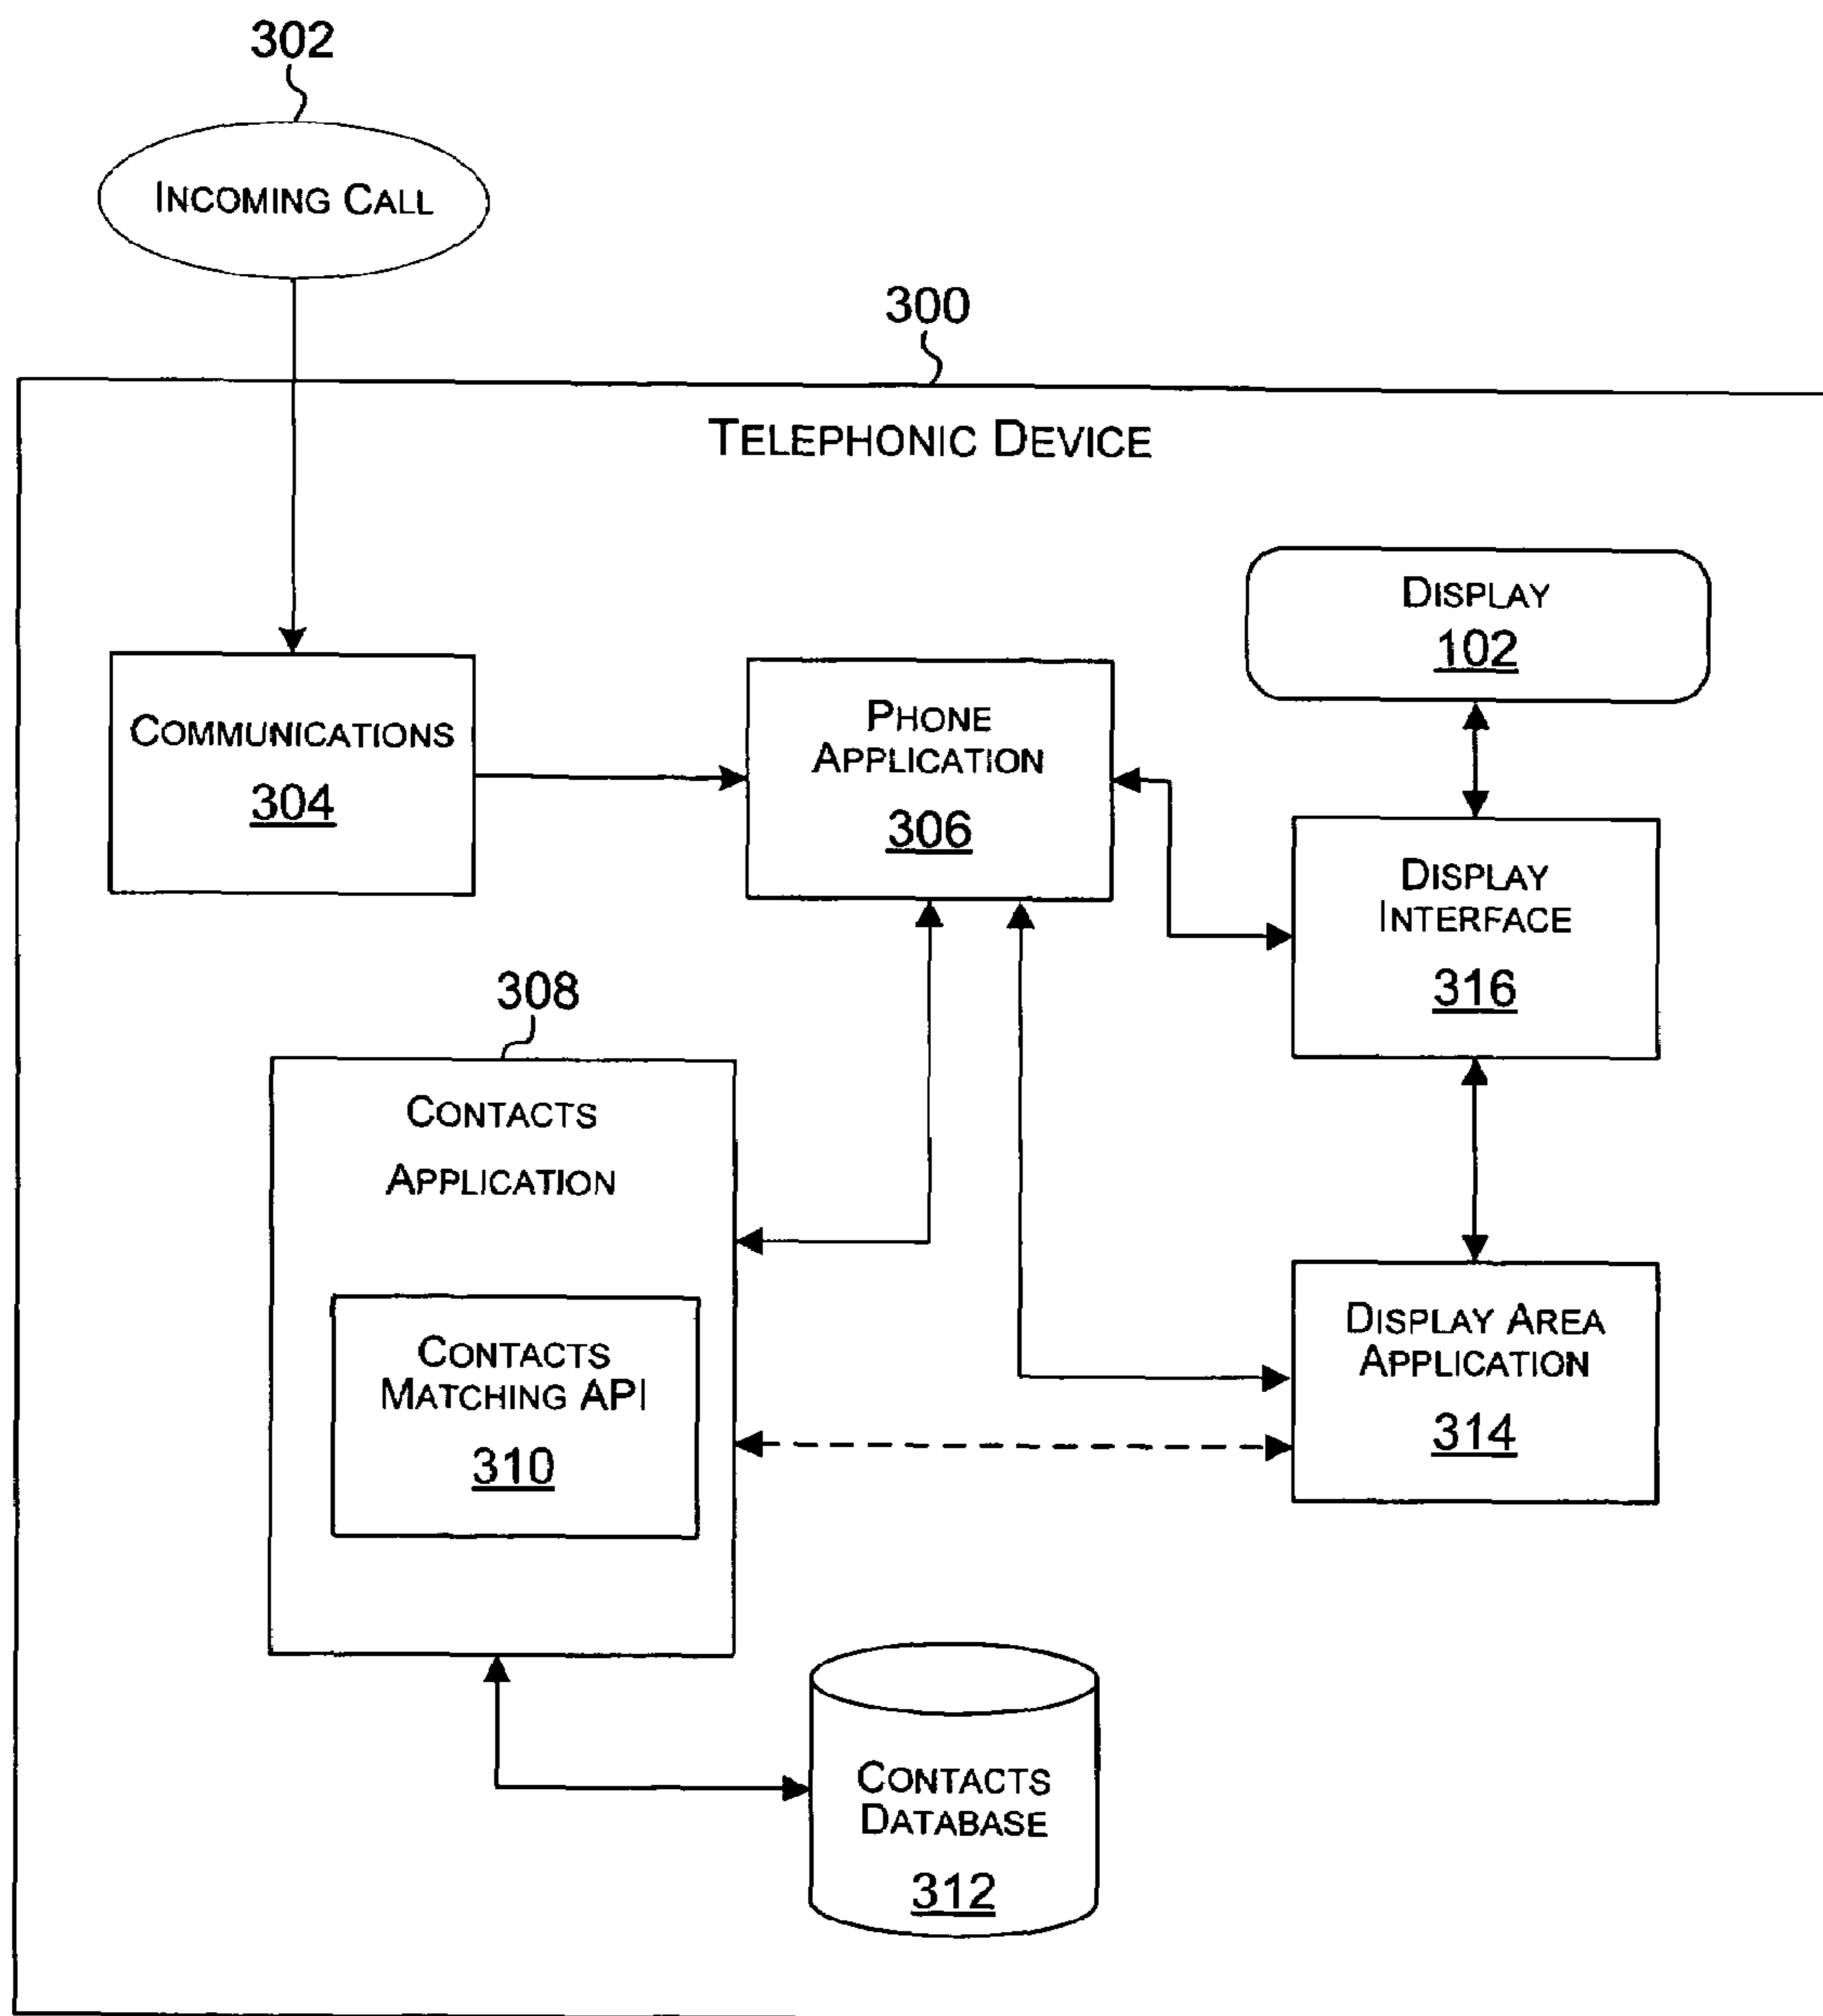 302
INCOMING CALL
300
TELEPHONIC DEVICE
DISPLAY
102
COMMUNICATIONS
304
PHONE
APPLICATION
306
DISPLAY
INTERFACE
316
308
CONTACTS
APPLICATION
CONTACTS
MATCHING API
310
DISPLAY AREA
APPLICATION
314
CONTACTS
DATABASE
312